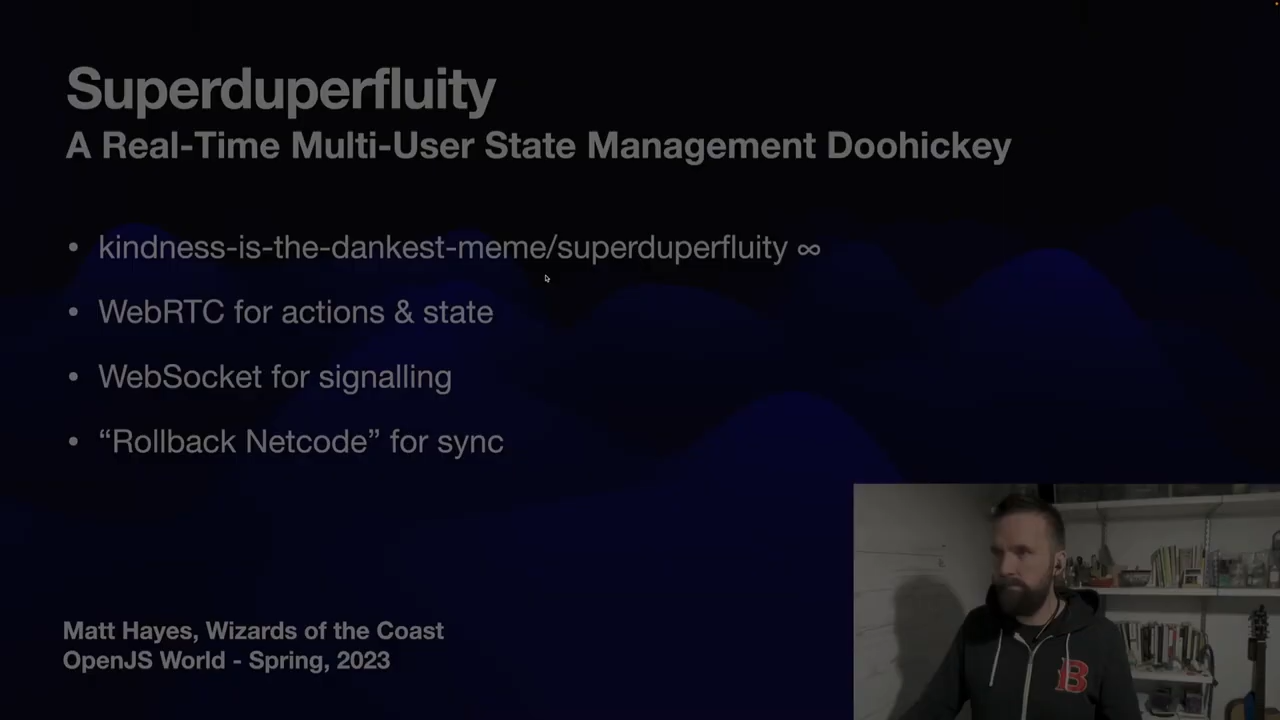 Superduperfluity
A Real-Time Multi-User State Management Doohickey
• kindness-is-the-dankest-meme/superduperfluity ∞
• WebRTC for actions & state
• WebSocket for signalling
• “Rollback Netcode” for sync
Matt Hayes, Wizards of the Coast
OpenJS World - Spring, 2023
B